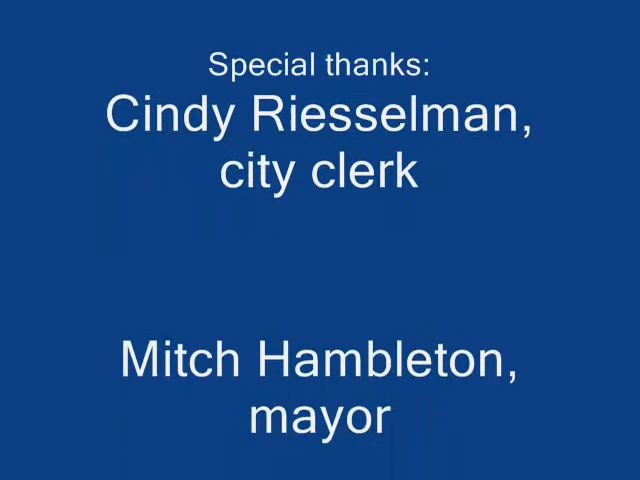 Special thanks:
Cindy Riesselman,
city clerk
Mitch Hambleton,
mayor